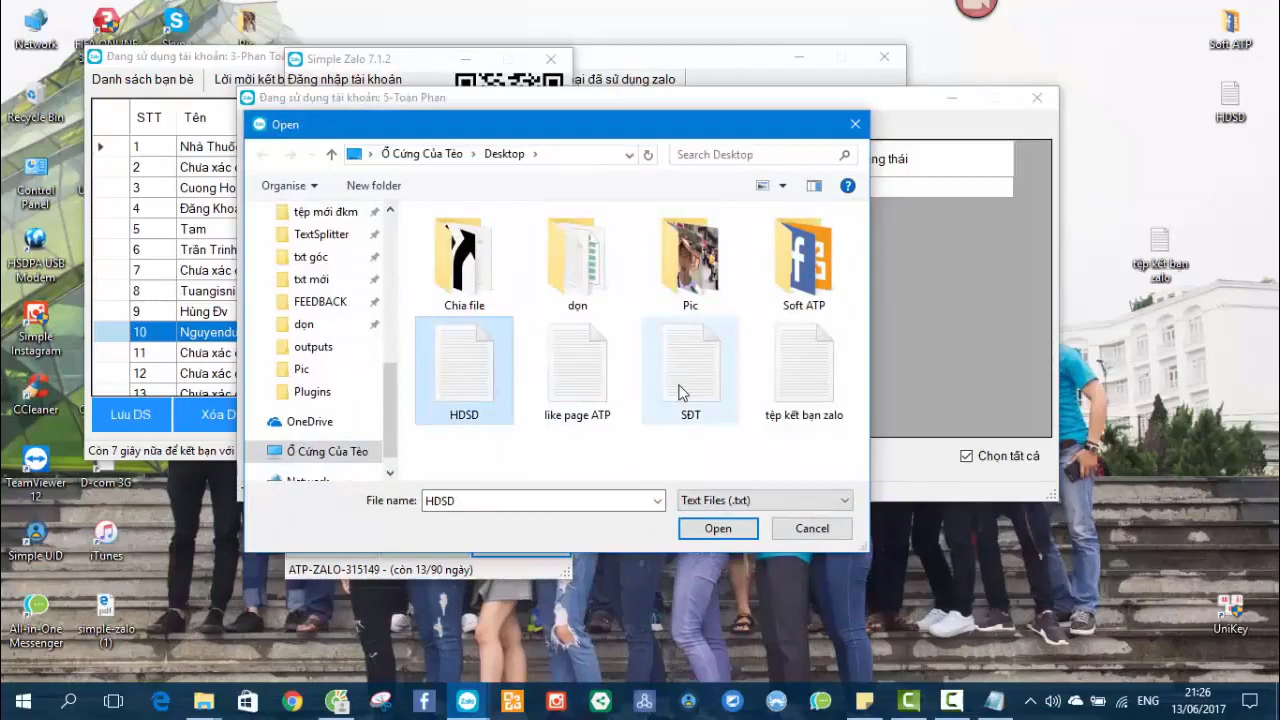 Network
HFA ONLINE
Skype
Pic
Soft ATP
HDSD
Recycle Bin
Control
Panel
HSDPA USB
Modem
Simple
Instagram
CCleaner
TeamViewer
12
D-com 3G
Simple UID
iTunes
All-in-One
Messenger
simple-zalo
(1)
tệp kết bạn
zalo
UniKey
Đang sử dụng tài khoản: 3-Phan
Danh sách bạn bè
Lời mời kết b
ại đã sử dụng zalo
STT
Tên
1
Nhà Thuố
2
Chưa xác
3
Cuong Ho
4
Đăng Khoa
5
Tam
6
Trần Trinh
7
Chưa xác
8
Tuangisni
9
Hùng Đv
10
Nguyendu
11
Chưa xác
12
Chưa xác
13
Lưu DS
Xóa D
Còn 7 giây nữa để kết bạn với
Simple Zalo 7.1.2
Đăng nhập tài khoản
ATP-ZALO-315149 - (còn 13/90 ngày)
Đang sử dụng tài khoản: 5-Toàn Phan
ng thái
Chọn tất cả
Open
Ổ Cứng Của Tèo
Desktop
Search Desktop
Organise
New folder
tệp mới đkm
TextSplitter
txt góc
txt mới
FEEDBACK
dọn
outputs
Pic
Plugins
OneDrive
Ổ Cứng Của Tèo
Network
Chia file
dọn
Pic
Soft ATP
HDSD
like page ATP
SĐT
tệp kết bạn zalo
File name:
HDSD
Text Files (.txt)
Open
Cancel
ENG
21:26
13/06/2017